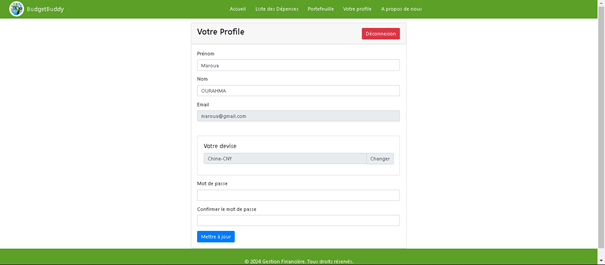 BudgetBuddy Accueil Liste des Dépenses Portefeuille Votre profile A propos de nous
Votre Profile
Déconnexion
Prénom
Maroua
Nom
OURAHMA
Email
maroua@gmail.com
Votre devise
Chine-CNY Changer
Mot de passe
Confirmer le mot de passe
Mettre à jour
© 2024 Gestion Financière. Tous droits réservés.